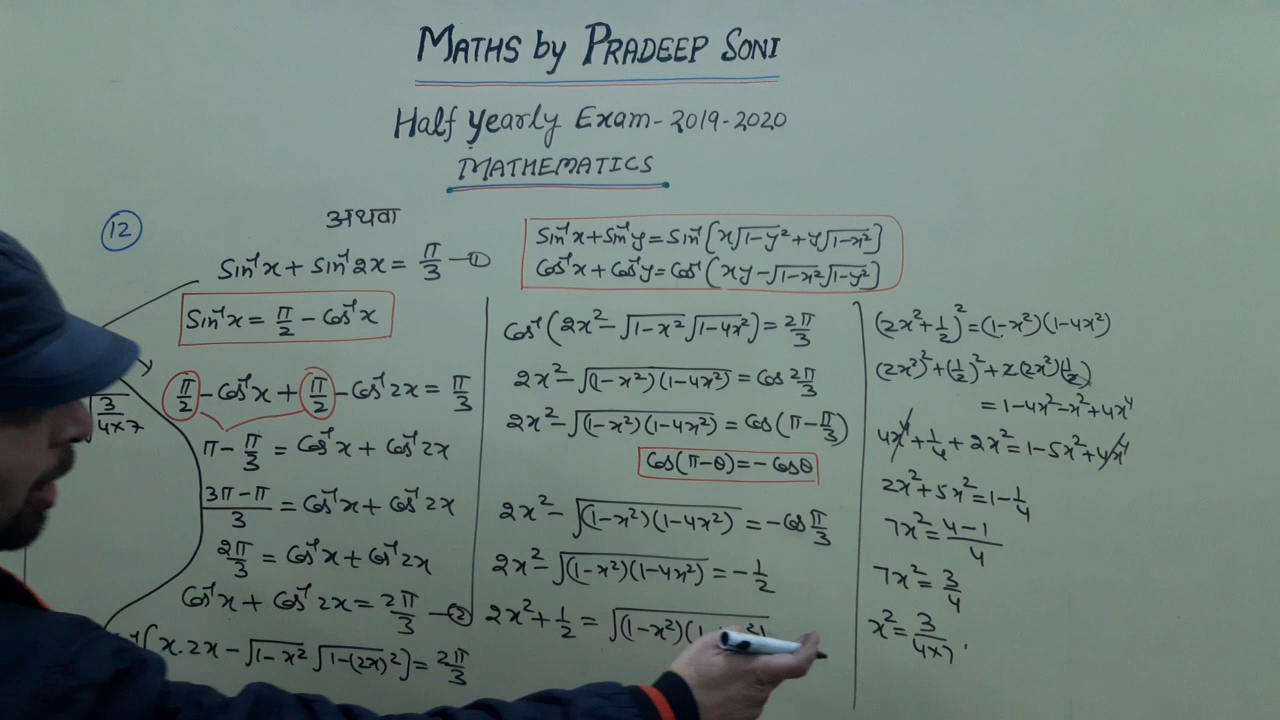 MATHS by PRADEEP SONI
Half Yearly Exam-2019-2020
MATHEMATICS
12
अथवा
Sin⁻¹x + Sin⁻¹2x = π/3 —①
Sin⁻¹x = π/2 - Cos⁻¹x
√3/(4×7)
π/2 - Cos⁻¹x + π/2 - Cos⁻¹2x = π/3
π - π/3 = Cos⁻¹x + Cos⁻¹2x
(3π-π)/3 = Cos⁻¹x + Cos⁻¹2x
2π/3 = Cos⁻¹x + Cos⁻¹2x
Cos⁻¹x + Cos⁻¹2x = 2π/3 —②
[x.2x - √(1-x²) √(1-(2x)²)] = 2π/3
Sin⁻¹x + Sin⁻¹y = Sin⁻¹[x√(1-y²) + y√(1-x²)]
Cos⁻¹x + Cos⁻¹y = Cos⁻¹(xy - √(1-x²)√(1-y²)]
Cos⁻¹(2x² - √(1-x²) √(1-4x²)) = 2π/3
2x² - √((1-x²)(1-4x²)) = Cos 2π/3
2x² - √((1-x²)(1-4x²)) = Cos(π - π/3)
Cos(π-θ) = -Cosθ
2x² - √((1-x²)(1-4x²)) = -Cos π/3
2x² - √((1-x²)(1-4x²)) = -1/2
2x² + 1/2 = √(1-x²)(
(2x² + 1/2)² = (1-x²)(1-4x²)
(2x²)² + (1/2)² + 2(2x²)(1/2)
= 1-4x²-x²+4x⁴
4x⁴ + 1/4 + 2x² = 1-5x²+4x⁴
2x² + 5x² = 1 - 1/4
7x² = (4-1)/4
7x² = 3/4
x² = 3/(4×7)